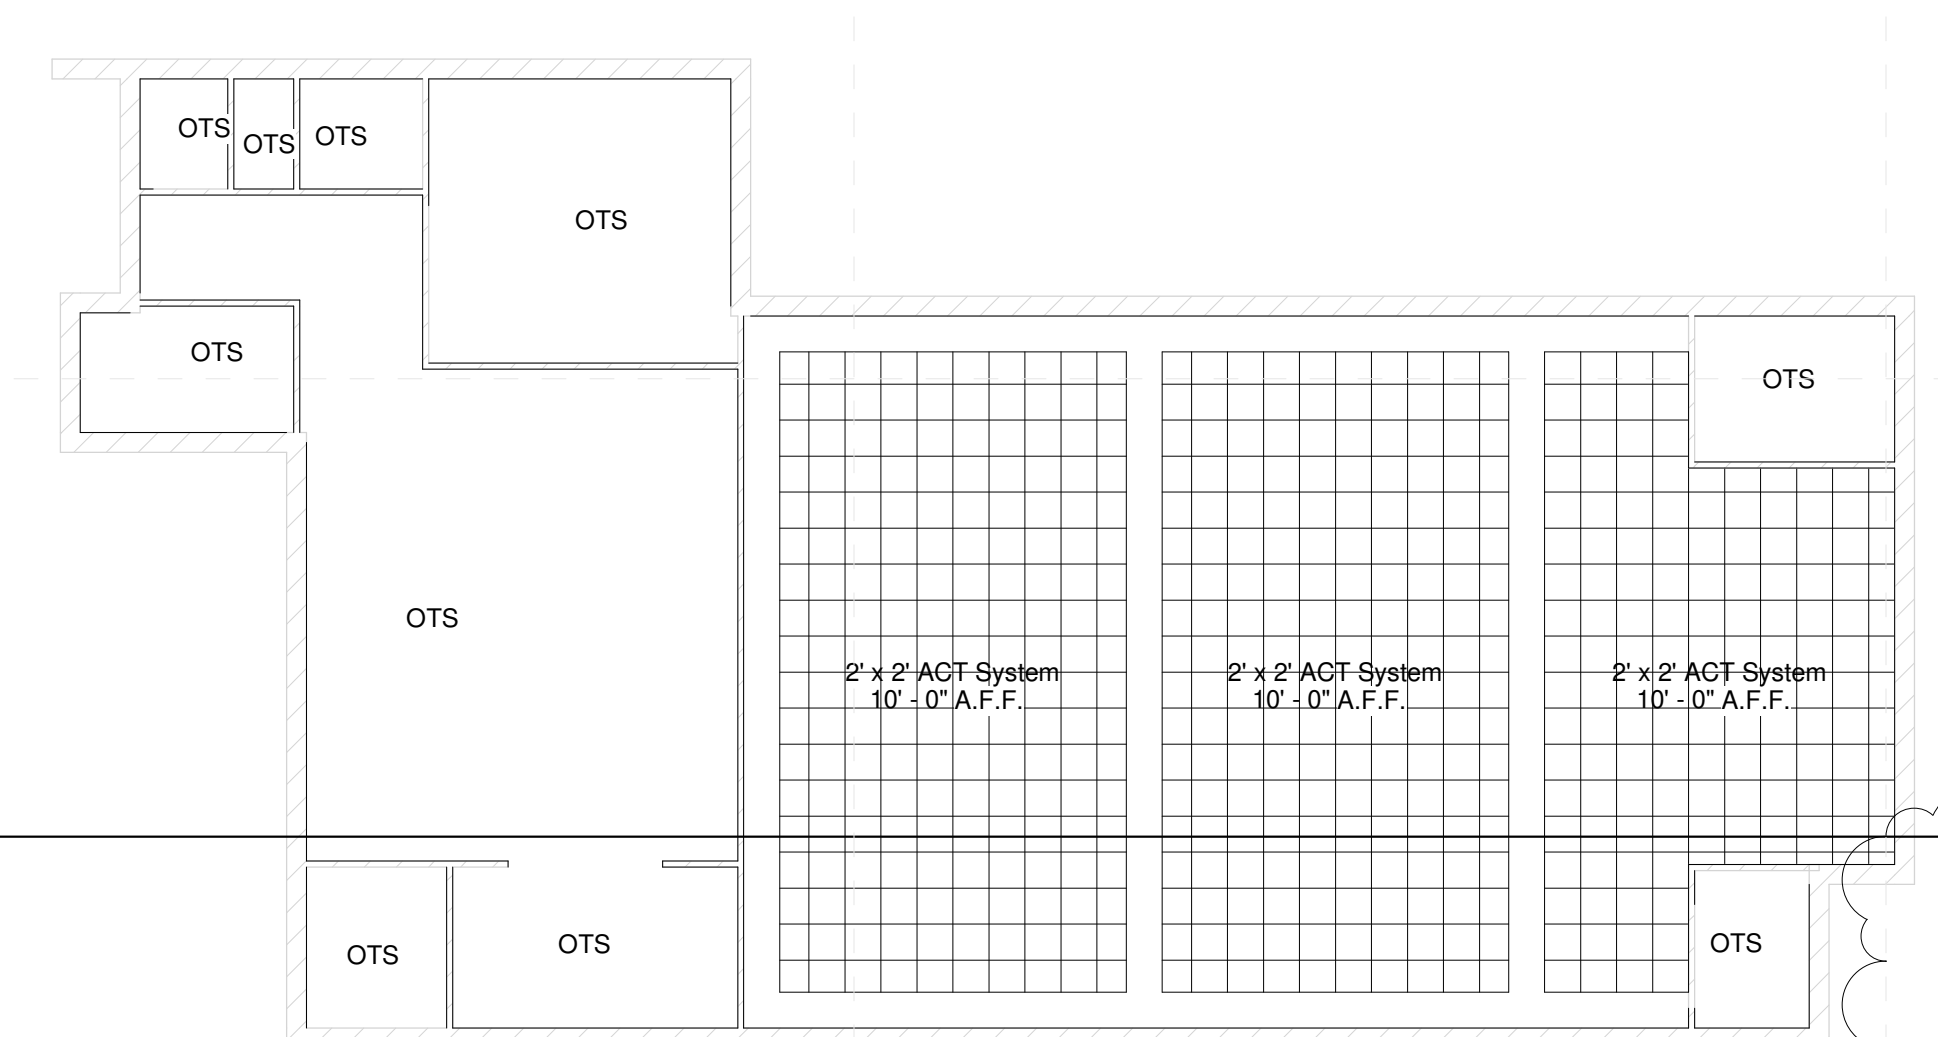 OTS
OTS
OTS
OTS
OTS
OTS
OTS
2' x 2' ACT System
10' - 0" A.F.F.
2' x 2' ACT System
10' - 0" A.F.F.
2' x 2' ACT System
10' - 0" A.F.F.
OTS
OTS
OTS